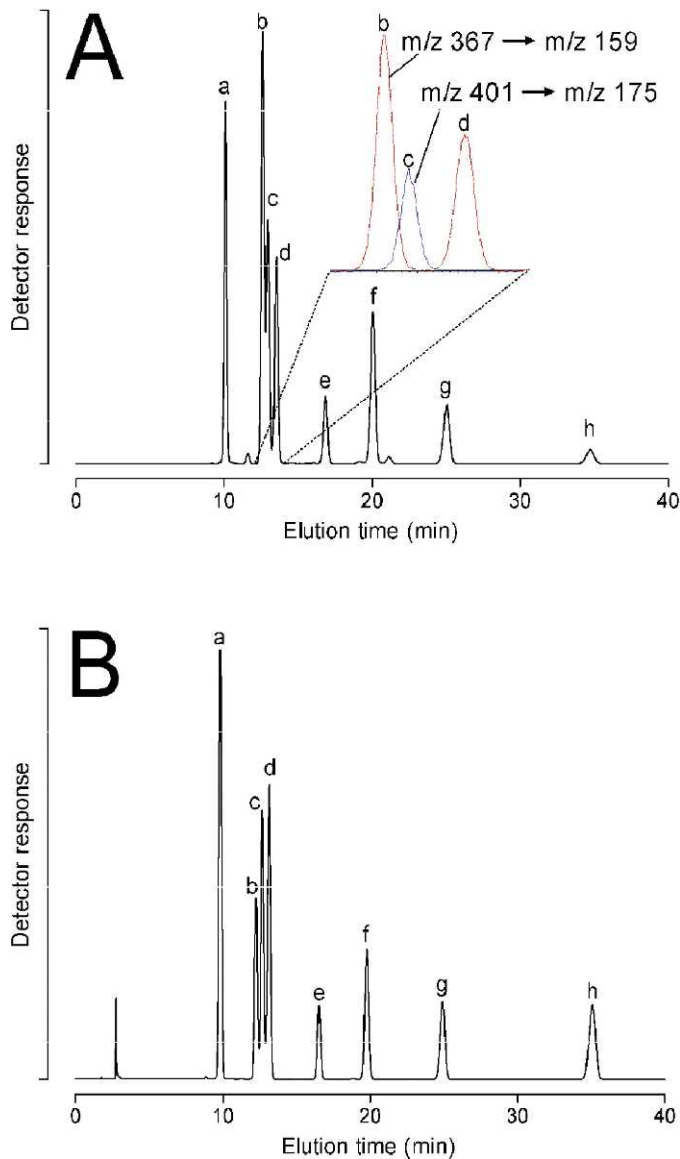 A
Detector response
a
b
c
d
e
f
g
h
b
c
d
m/z 367 → m/z 159
m/z 401 → m/z 175
0 10 20 30 40
Elution time (min)
B
Detector response
a
b
c
d
e
f
g
h
0 10 20 30 40
Elution time (min)